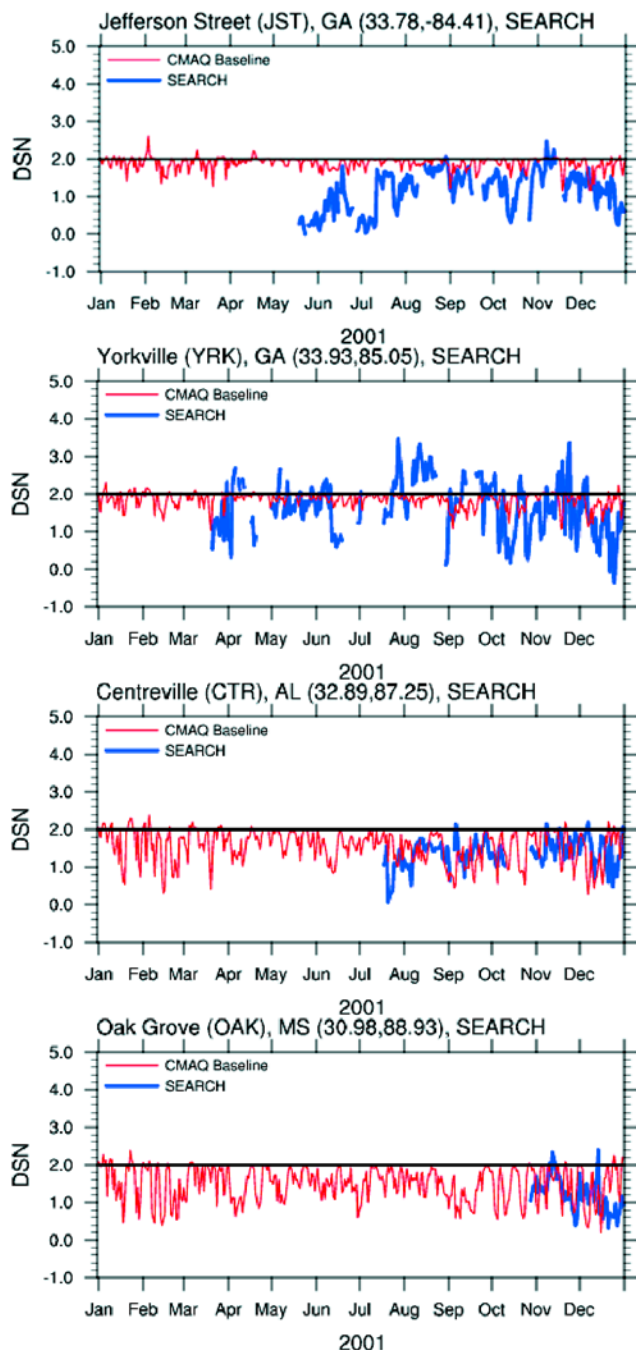 Jefferson Street (JST), GA (33.78,-84.41), SEARCH
5.0
4.0
3.0
2.0
1.0
0.0
-1.0
DSN
CMAQ Baseline
SEARCH
Jan Feb Mar Apr May Jun Jul Aug Sep Oct Nov Dec
2001
Yorkville (YRK), GA (33.93,85.05), SEARCH
5.0
4.0
3.0
2.0
1.0
0.0
-1.0
DSN
CMAQ Baseline
SEARCH
Jan Feb Mar Apr May Jun Jul Aug Sep Oct Nov Dec
2001
Centreville (CTR), AL (32.89,87.25), SEARCH
5.0
4.0
3.0
2.0
1.0
0.0
-1.0
DSN
CMAQ Baseline
SEARCH
Jan Feb Mar Apr May Jun Jul Aug Sep Oct Nov Dec
2001
Oak Grove (OAK), MS (30.98,88.93), SEARCH
5.0
4.0
3.0
2.0
1.0
0.0
-1.0
DSN
CMAQ Baseline
SEARCH
Jan Feb Mar Apr May Jun Jul Aug Sep Oct Nov Dec
2001